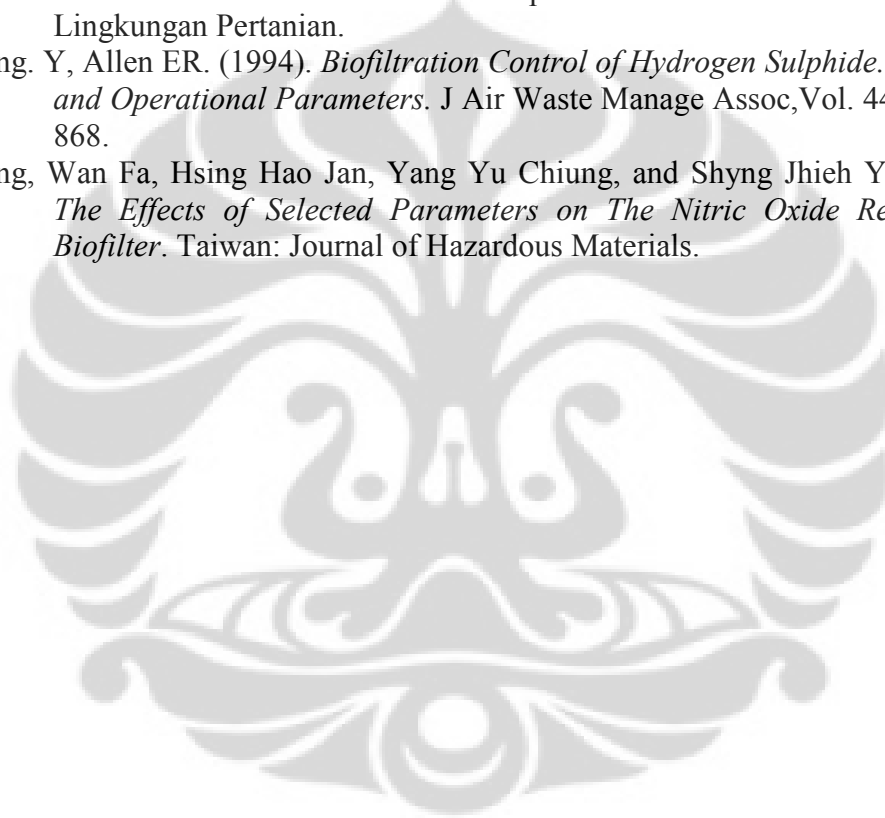 Lingkungan Pertanian.
ng. Y, Allen ER. (1994). Biofiltration Control of Hydrogen Sulphide.
and Operational Parameters. J Air Waste Manage Assoc,Vol. 44
868.
ng, Wan Fa, Hsing Hao Jan, Yang Yu Chiung, and Shyng Jhieh Y
The Effects of Selected Parameters on The Nitric Oxide Re
Biofilter. Taiwan: Journal of Hazardous Materials.